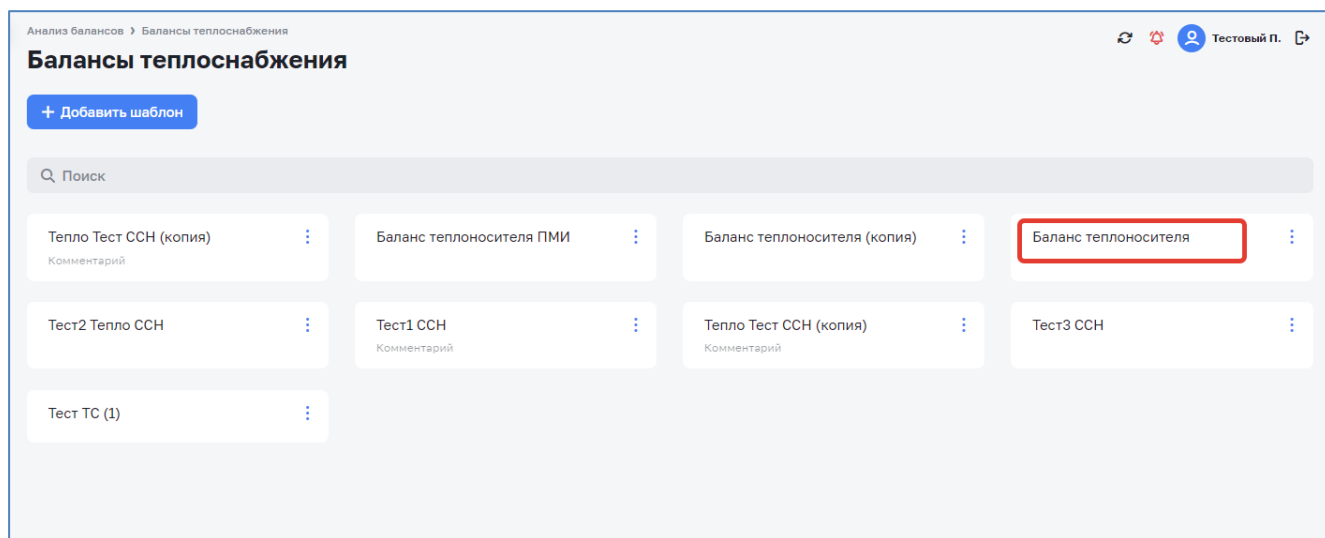 Анализ балансов › Балансы теплоснабжения
Тестовый П.
Балансы теплоснабжения
+ Добавить шаблон
Поиск
Тепло Тест ССН (копия)
Комментарий
Баланс теплоносителя ПМИ
Баланс теплоносителя (копия)
Баланс теплоносителя
Тест2 Тепло ССН
Тест1 ССН
Комментарий
Тепло Тест ССН (копия)
Комментарий
Тест3 ССН
Тест ТС (1)